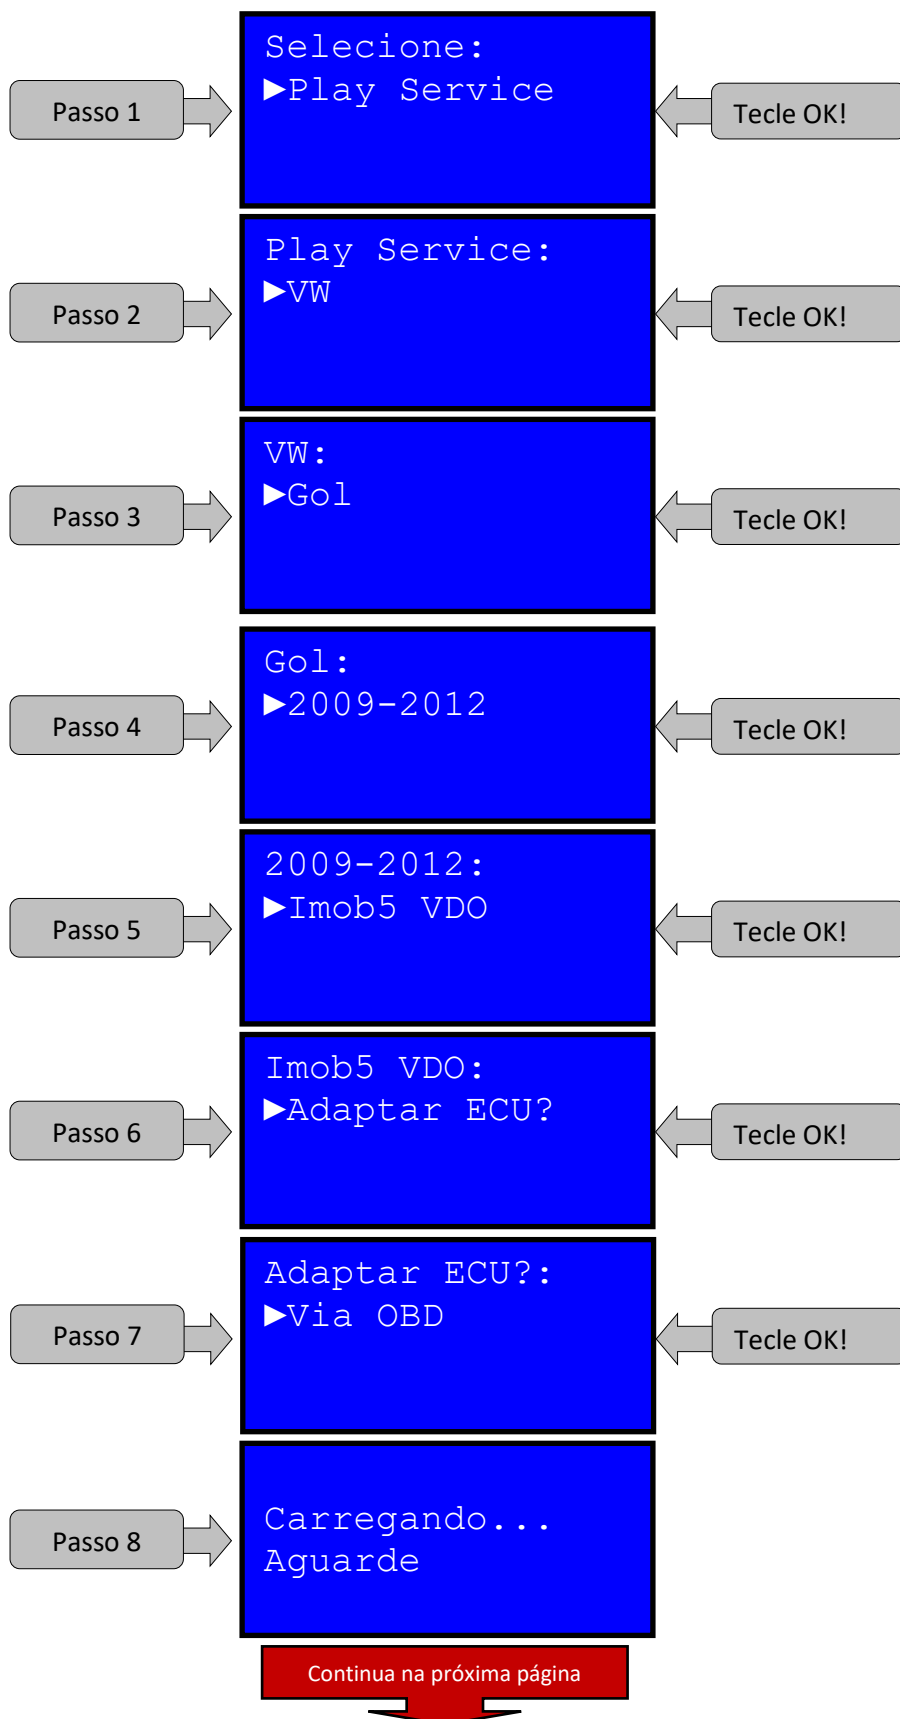 Passo 1
Selecione:
►Play Service
Tecle OK!
Passo 2
Play Service:
►VW
Tecle OK!
Passo 3
VW:
►Gol
Tecle OK!
Passo 4
Gol:
►2009-2012
Tecle OK!
Passo 5
2009-2012:
►Imob5 VDO
Tecle OK!
Passo 6
Imob5 VDO:
►Adaptar ECU?
Tecle OK!
Passo 7
Adaptar ECU?:
►Via OBD
Tecle OK!
Passo 8
Carregando...
Aguarde
Continua na próxima página